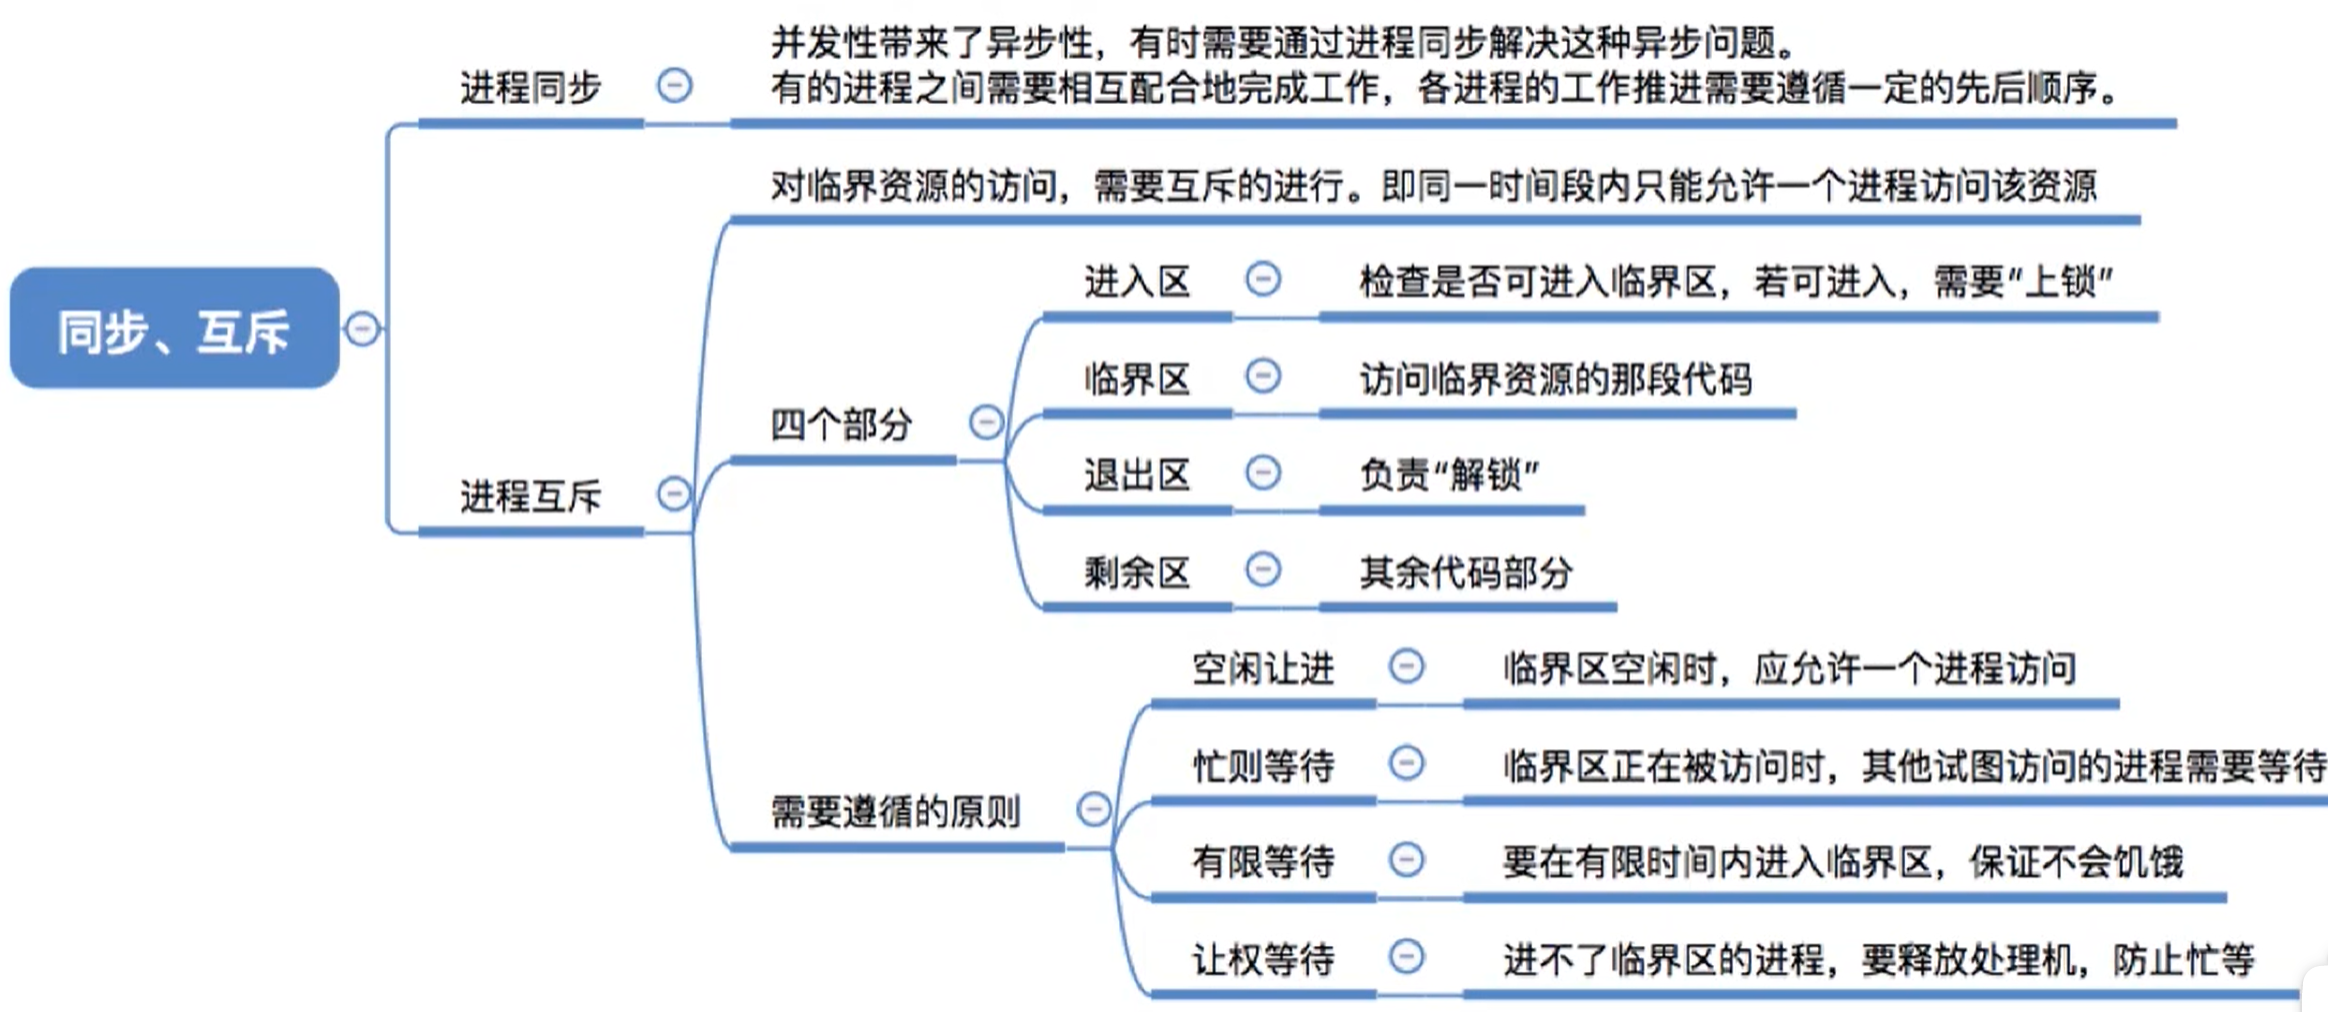 同步、互斥
进程同步
并发性带来了异步性，有时需要通过进程同步解决这种异步问题。
有的进程之间需要相互配合地完成工作，各进程的工作推进需要遵循一定的先后顺序。
进程互斥
对临界资源的访问，需要互斥的进行。即同一时间段内只能允许一个进程访问该资源
四个部分
进入区
检查是否可进入临界区，若可进入，需要“上锁”
临界区
访问临界资源的那段代码
退出区
负责“解锁”
剩余区
其余代码部分
需要遵循的原则
空闲让进
临界区空闲时，应允许一个进程访问
忙则等待
临界区正在被访问时，其他试图访问的进程需要等待
有限等待
要在有限时间内进入临界区，保证不会饥饿
让权等待
进不了临界区的进程，要释放处理机，防止忙等